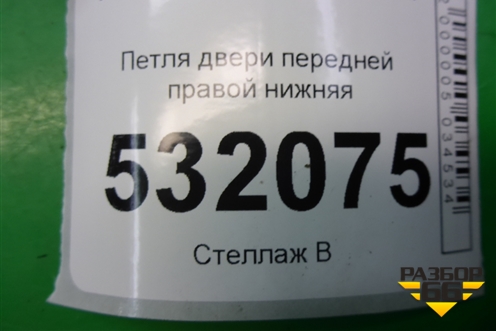 Петля двери передней
правой нижняя
532075
Стеллаж В
РАЗБОР
66